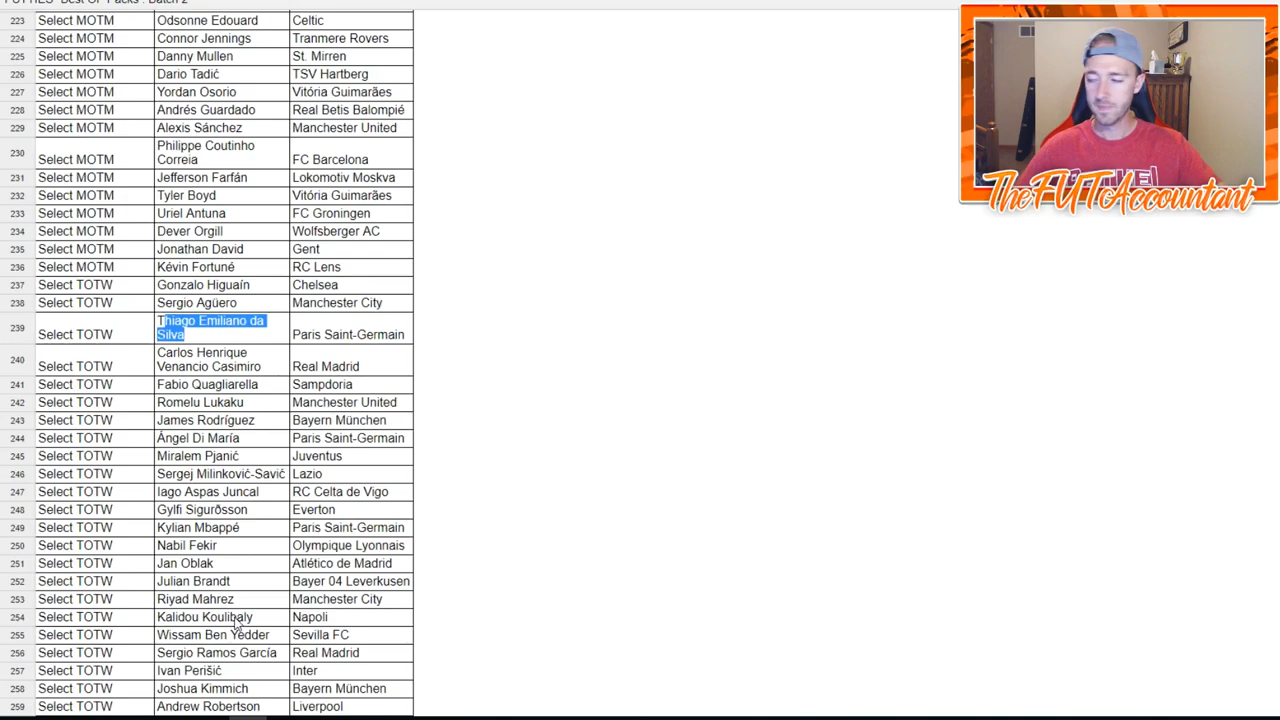 223 Select MOTM Odsonne Edouard Celtic
224 Select MOTM Connor Jennings Tranmere Rovers
225 Select MOTM Danny Mullen St. Mirren
226 Select MOTM Dario Tadić TSV Hartberg
227 Select MOTM Yordan Osorio Vitória Guimarães
228 Select MOTM Andrés Guardado Real Betis Balompié
229 Select MOTM Alexis Sánchez Manchester United
Philippe Coutinho
230 Select MOTM Correia FC Barcelona
231 Select MOTM Jefferson Farfán Lokomotiv Moskva
232 Select MOTM Tyler Boyd Vitória Guimarães
233 Select MOTM Uriel Antuna FC Groningen
234 Select MOTM Dever Orgill Wolfsberger AC
235 Select MOTM Jonathan David Gent
236 Select MOTM Kévin Fortuné RC Lens
237 Select TOTW Gonzalo Higuaín Chelsea
238 Select TOTW Sergio Agüero Manchester City
Thiago Emiliano da
239 Select TOTW Silva Paris Saint-Germain
Carlos Henrique
240 Select TOTW Venancio Casimiro Real Madrid
241 Select TOTW Fabio Quagliarella Sampdoria
242 Select TOTW Romelu Lukaku Manchester United
243 Select TOTW James Rodríguez Bayern München
244 Select TOTW Ángel Di María Paris Saint-Germain
245 Select TOTW Miralem Pjanić Juventus
246 Select TOTW Sergej Milinković-Savić Lazio
247 Select TOTW Iago Aspas Juncal RC Celta de Vigo
248 Select TOTW Gylfi Sigurðsson Everton
249 Select TOTW Kylian Mbappé Paris Saint-Germain
250 Select TOTW Nabil Fekir Olympique Lyonnais
251 Select TOTW Jan Oblak Atlético de Madrid
252 Select TOTW Julian Brandt Bayer 04 Leverkusen
253 Select TOTW Riyad Mahrez Manchester City
254 Select TOTW Kalidou Koulibaly Napoli
255 Select TOTW Wissam Ben Yedder Sevilla FC
256 Select TOTW Sergio Ramos García Real Madrid
257 Select TOTW Ivan Perišić Inter
258 Select TOTW Joshua Kimmich Bayern München
259 Select TOTW Andrew Robertson Liverpool
TheFUTAccountant